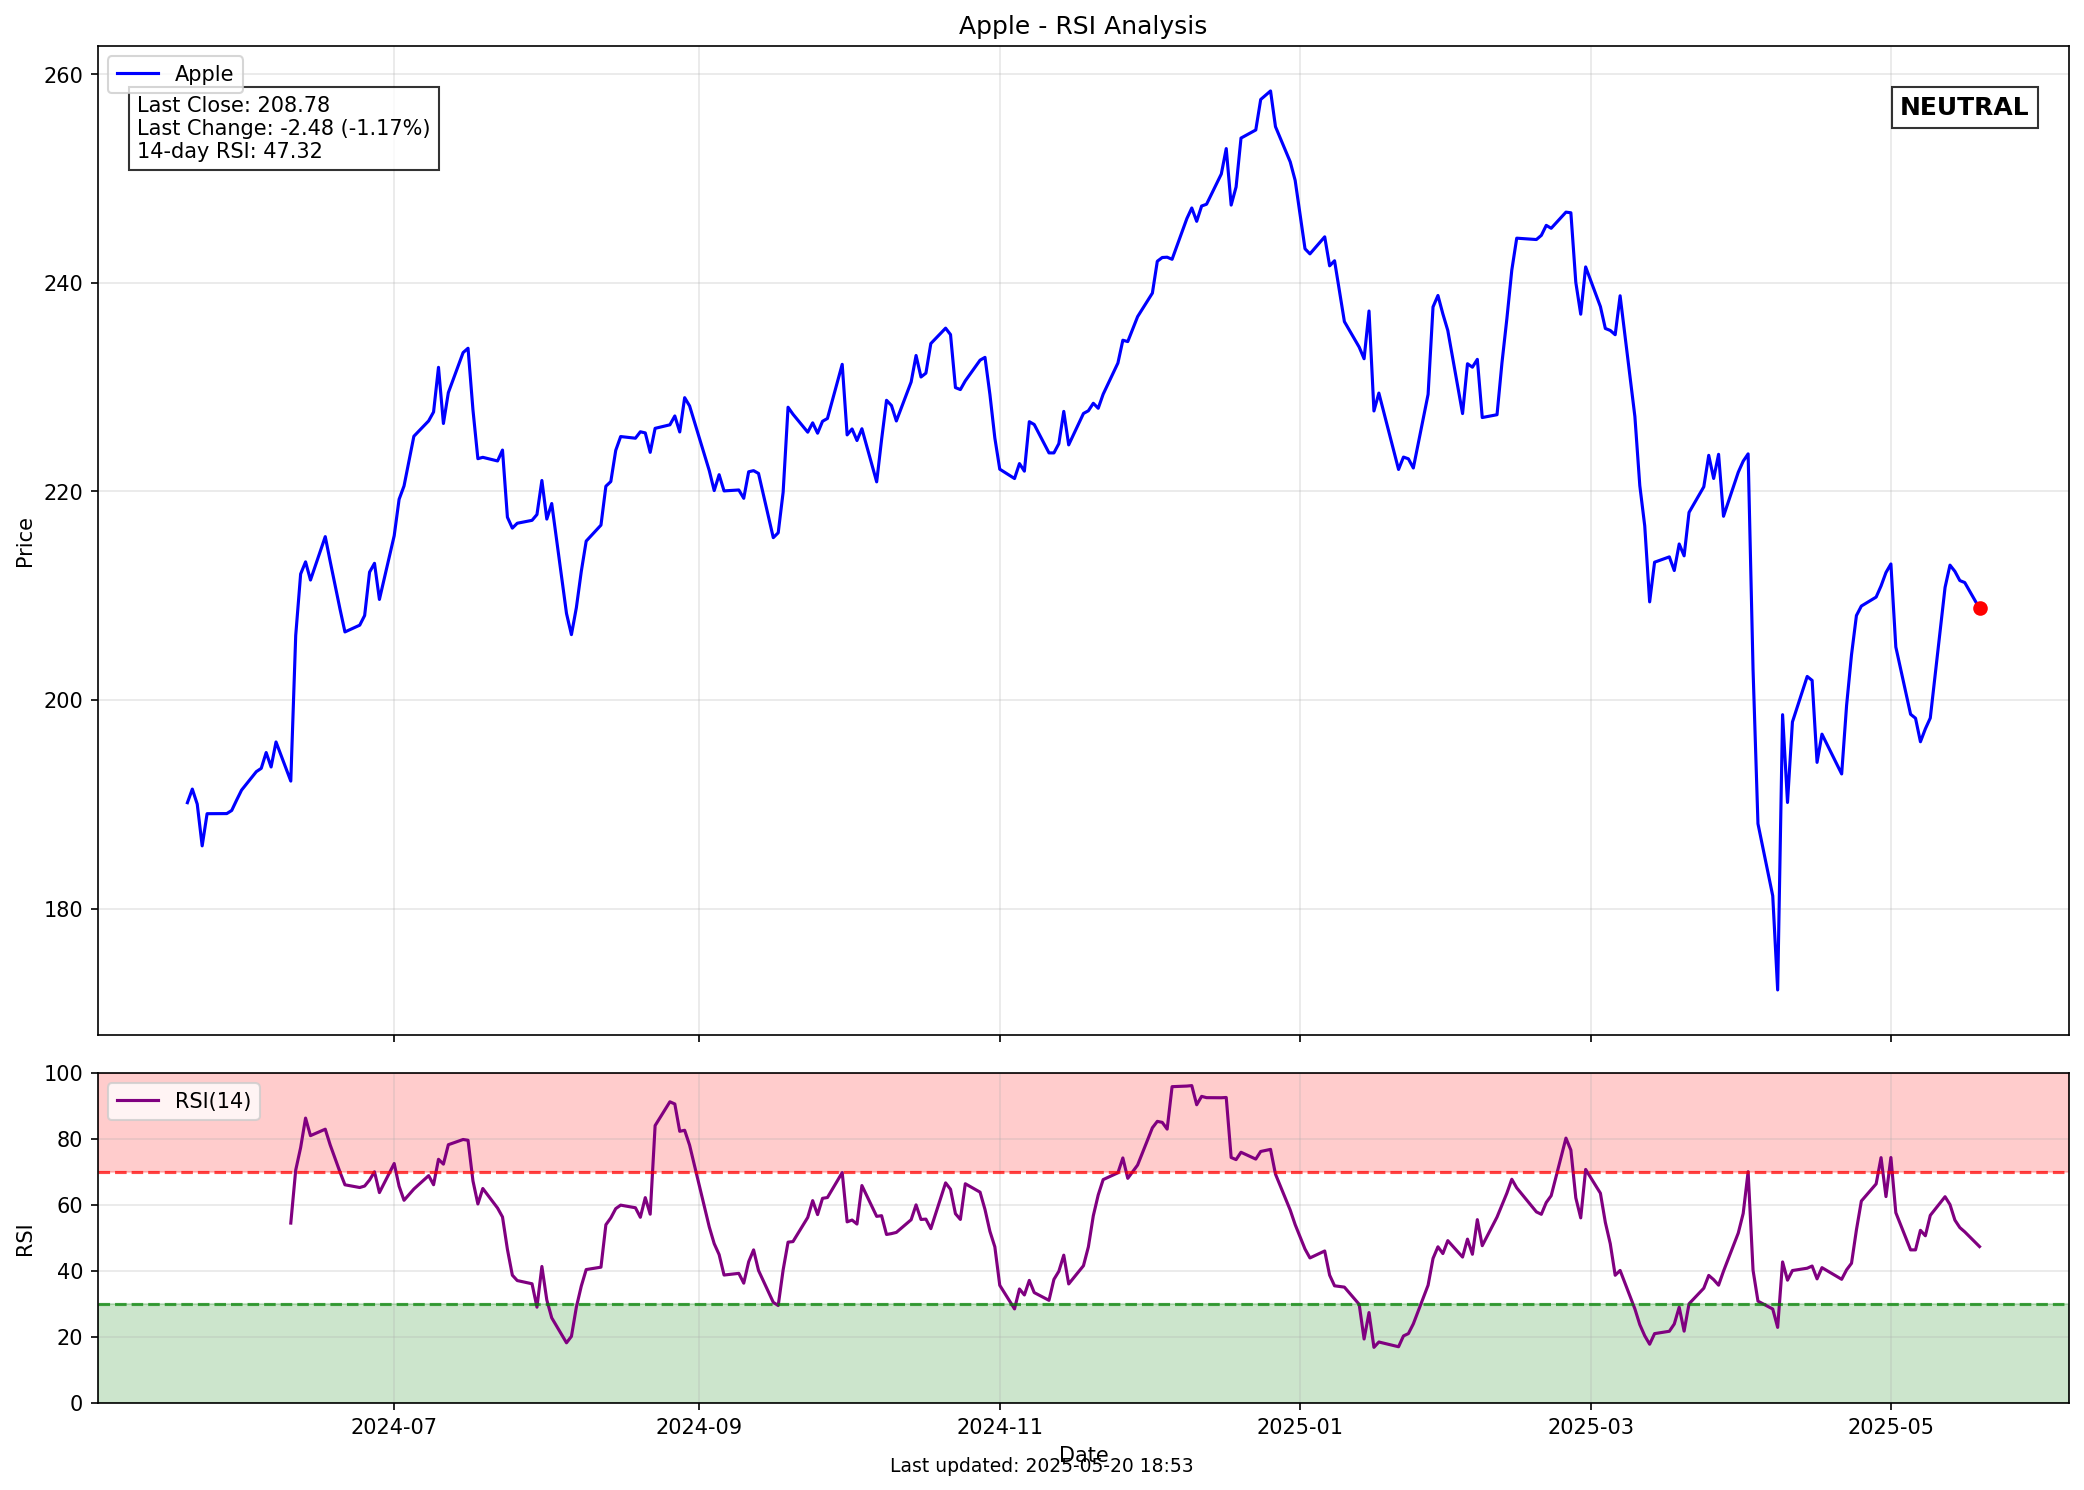 Apple - RSI Analysis
Apple
Last Close: 208.78
Last Change: -2.48 (-1.17%)
14-day RSI: 47.32
NEUTRAL
260
240
220
200
180
Price
RSI(14)
100
80
60
40
20
0
RSI
2024-07
2024-09
2024-11
2025-01
2025-03
2025-05
Date
Last updated: 2025-05-20 18:53